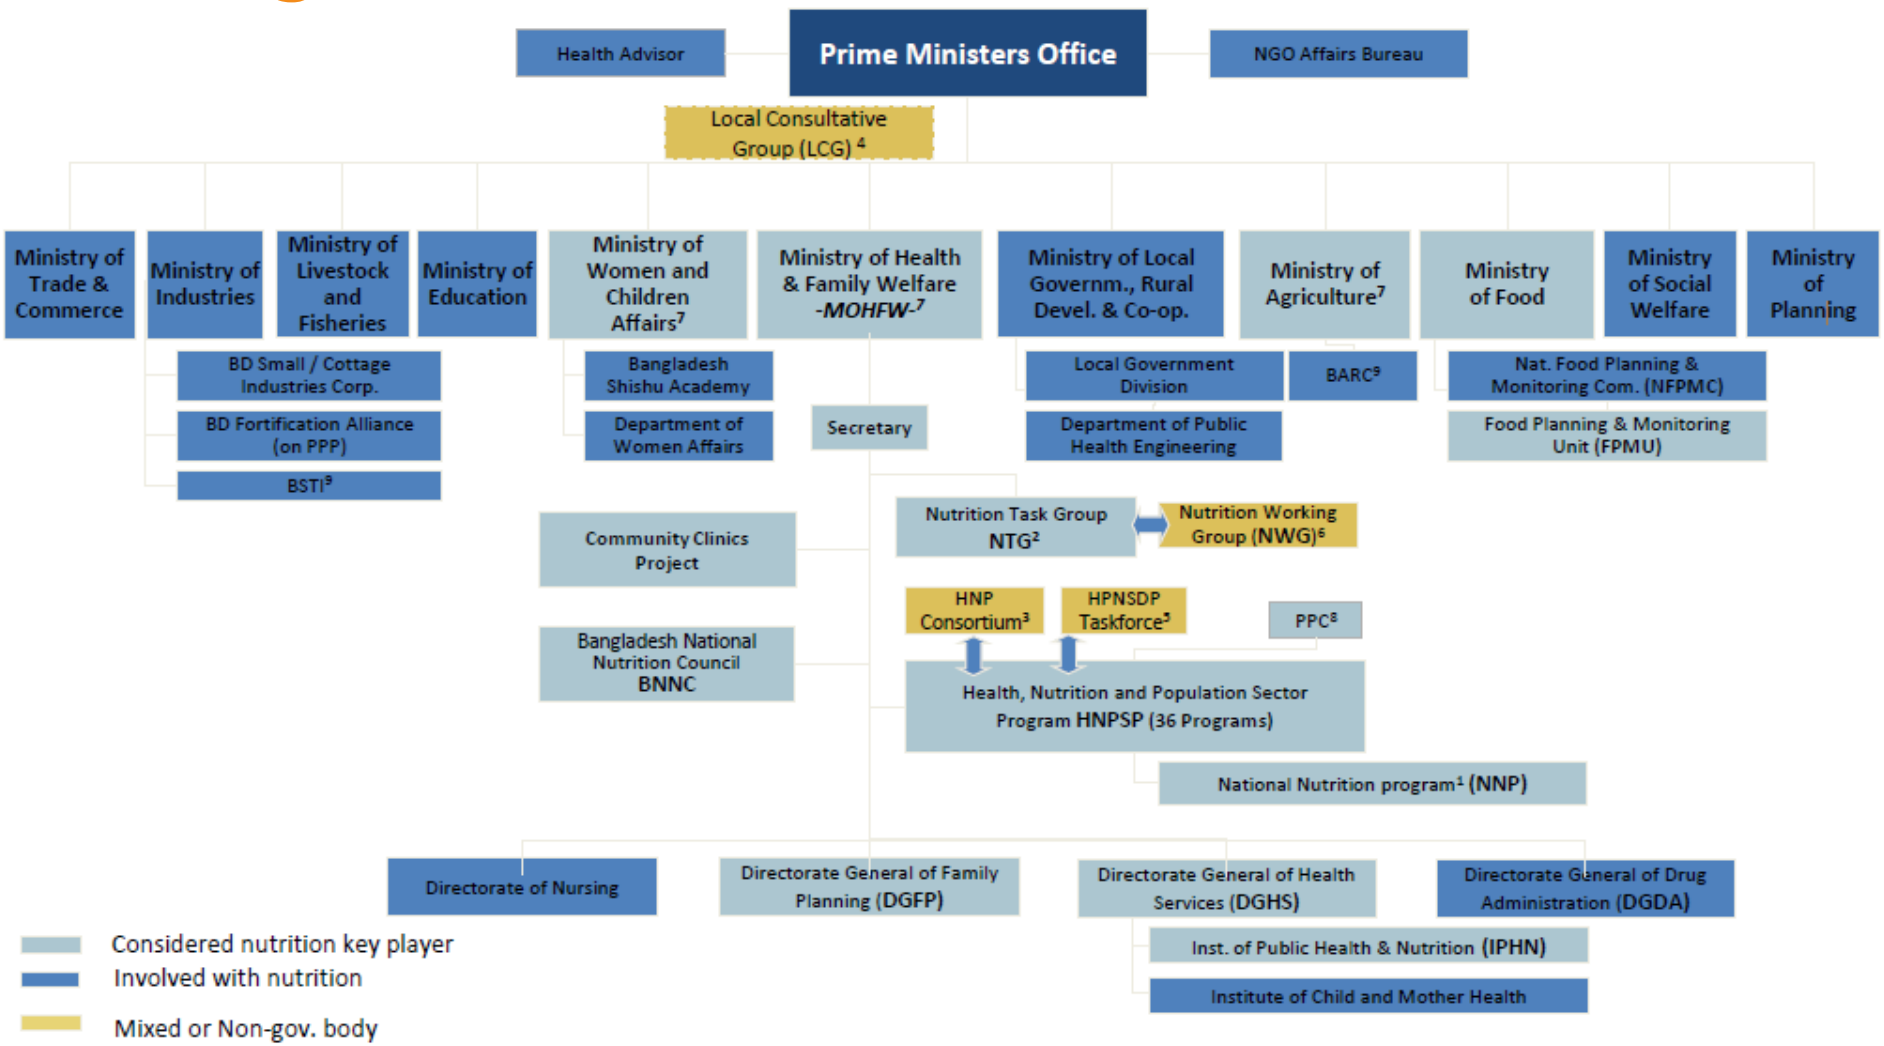 Health Advisor
Prime Ministers Office
NGO Affairs Bureau
Local Consultative
Group (LCG) ⁴
Ministry of
Trade &
Commerce
Ministry of
Industries
Ministry of
Livestock
and
Fisheries
Ministry of
Education
Ministry of
Women and
Children
Affairs⁷
Ministry of Health
& Family Welfare
-MOHFW-⁷
Ministry of Local
Governm., Rural
Devel. & Co-op.
Ministry of
Agriculture⁷
Ministry
of Food
Ministry
of Social
Welfare
Ministry
of
Planning
BD Small / Cottage
Industries Corp.
BD Fortification Alliance
(on PPP)
BSTI⁹
Bangladesh
Shishu Academy
Department of
Women Affairs
Secretary
Local Government
Division
Department of Public
Health Engineering
BARC⁹
Nat. Food Planning &
Monitoring Com. (NFPMC)
Food Planning & Monitoring
Unit (FPMU)
Nutrition Task Group
NTG²
Nutrition Working
Group (NWG)⁶
Community Clinics
Project
HNP
Consortium³
HPNSDP
Taskforce⁵
PPC⁸
Bangladesh National
Nutrition Council
BNNC
Health, Nutrition and Population Sector
Program HNPSP (36 Programs)
National Nutrition program¹ (NNP)
Directorate of Nursing
Directorate General of Family
Planning (DGFP)
Directorate General of Health
Services (DGHS)
Directorate General of Drug
Administration (DGDA)
Inst. of Public Health & Nutrition (IPHN)
Institute of Child and Mother Health
Considered nutrition key player
Involved with nutrition
Mixed or Non-gov. body